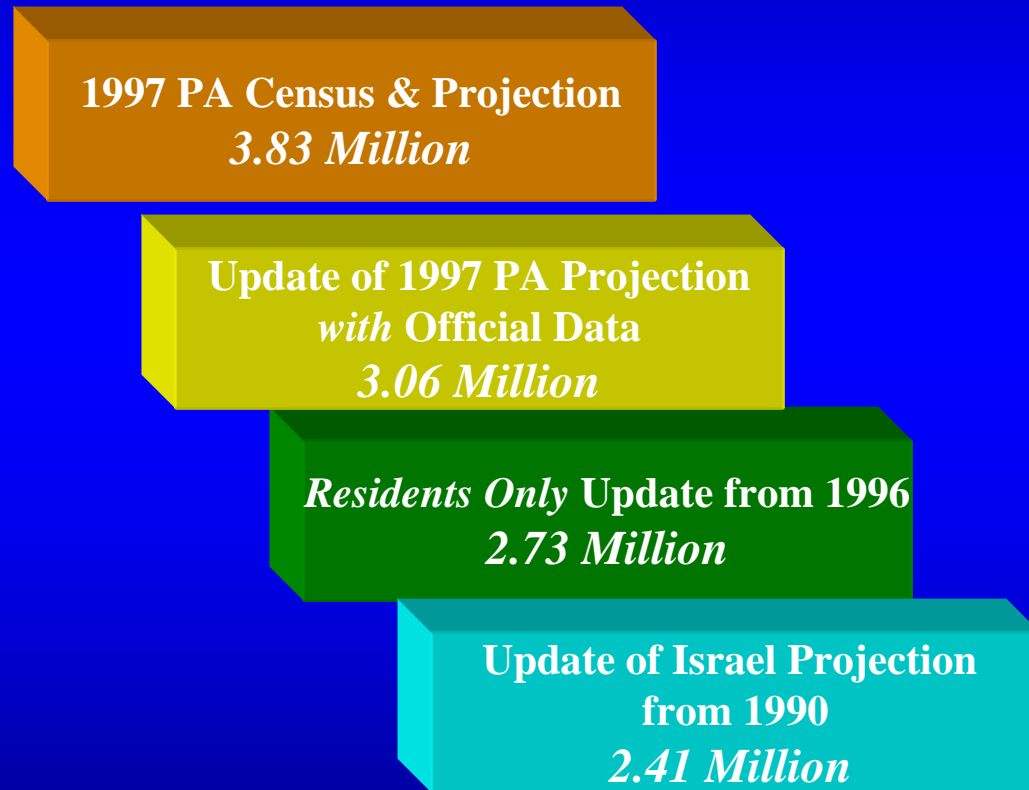 1997 PA Census & Projection
3.83 Million
Update of 1997 PA Projection
with Official Data
3.06 Million
Residents Only Update from 1996
2.73 Million
Update of Israel Projection
from 1990
2.41 Million